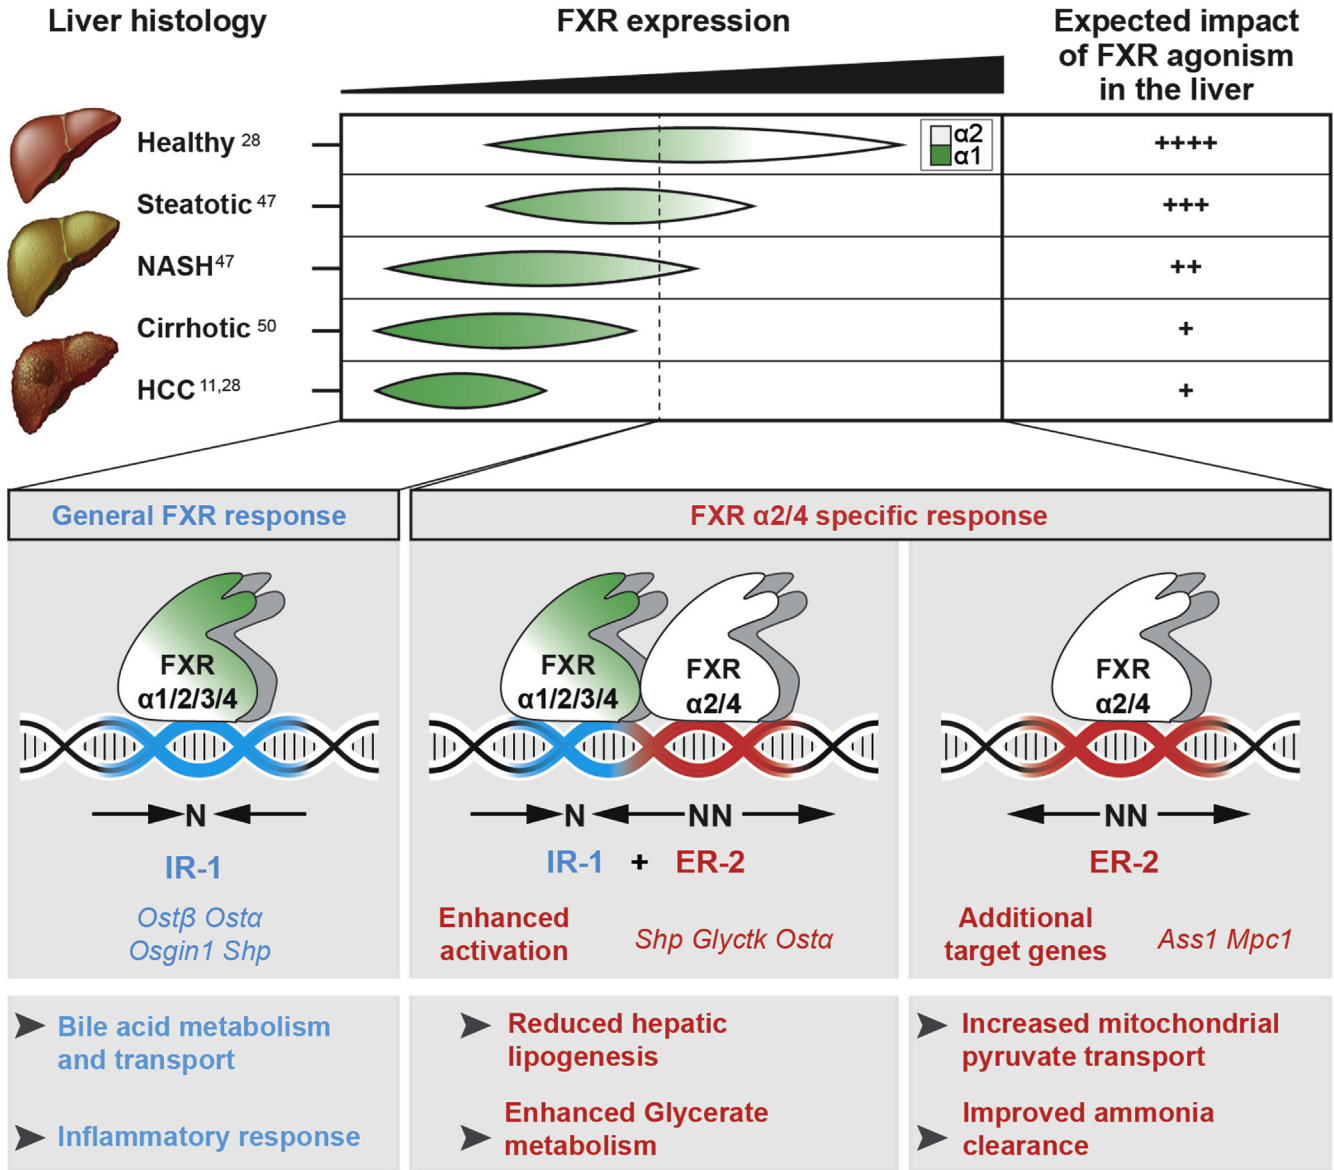 Liver histology
FXR expression
Expected impact
of FXR agonism
in the liver
Healthy 28
α2
α1
++++
Steatotic 47
+++
NASH 47
++
Cirrhotic 50
+
HCC 11,28
+
General FXR response
FXR α2/4 specific response
FXR
α1/2/3/4
FXR
α1/2/3/4
FXR
α2/4
FXR
α2/4
N
N
NN
NN
IR-1
IR-1 + ER-2
ER-2
Ostβ Ostα
Osgin1 Shp
Enhanced
activation
Shp Glyctk Ostα
Additional
target genes
Ass1 Mpc1
Bile acid metabolism
and transport
Inflammatory response
Reduced hepatic
lipogenesis
Enhanced Glycerate
metabolism
Increased mitochondrial
pyruvate transport
Improved ammonia
clearance